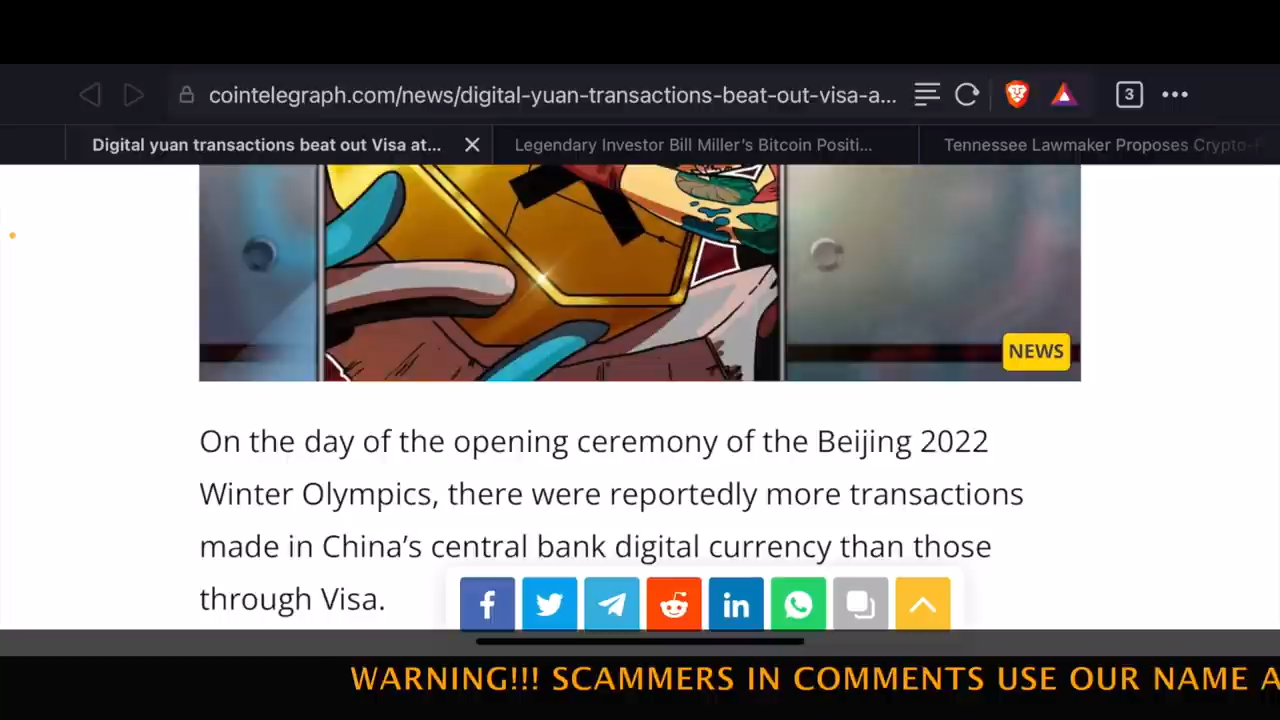 cointelegraph.com/news/digital-yuan-transactions-beat-out-visa-a...
3
Digital yuan transactions beat out Visa at...
Legendary Investor Bill Miller's Bitcoin Positi...
Tennessee Lawmaker Proposes Crypto-F
NEWS
On the day of the opening ceremony of the Beijing 2022
Winter Olympics, there were reportedly more transactions
made in China's central bank digital currency than those
through Visa.
WARNING!!! SCAMMERS IN COMMENTS USE OUR NAME A